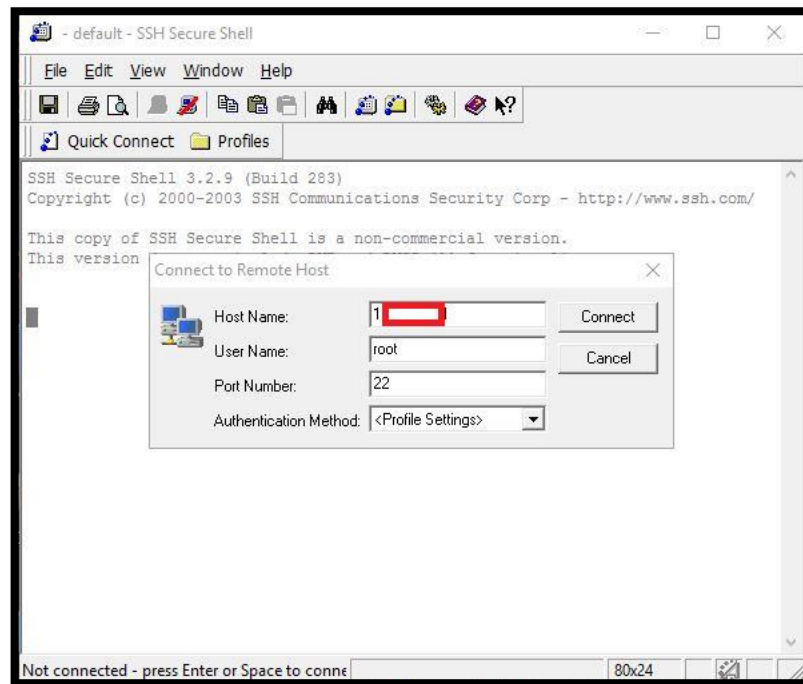 - default - SSH Secure Shell
File Edit View Window Help
Quick Connect Profiles
SSH Secure Shell 3.2.9 (Build 283)
Copyright (c) 2000-2003 SSH Communications Security Corp - http://www.ssh.com/
This copy of SSH Secure Shell is a non-commercial version.
This version
Connect to Remote Host
Host Name: 1
Connect
User Name: root
Cancel
Port Number: 22
Authentication Method: <Profile Settings>
Not connected - press Enter or Space to conne
80x24